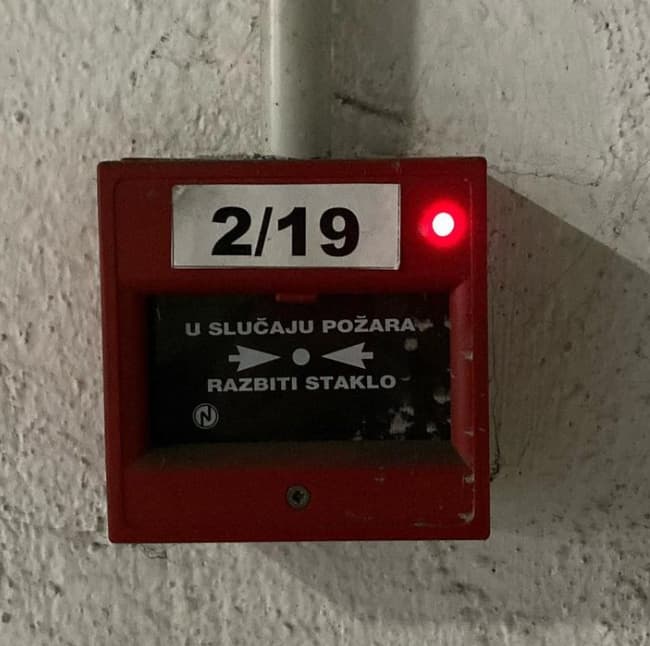 2/19
U SLUČAJU POŽARA
RAZBITI STAKLO
N